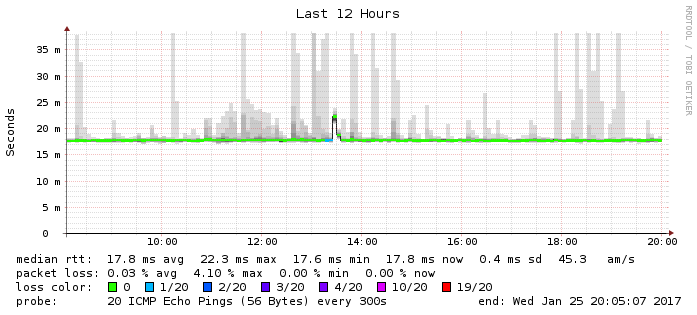 Last 12 Hours
RRDTOOL / TOBI OETIKER
Seconds
35 m
30 m
25 m
20 m
15 m
10 m
5 m
0
10:00 12:00 14:00 16:00 18:00 20:00
median rtt: 17.8 ms avg 22.3 ms max 17.6 ms min 17.8 ms now 0.4 ms sd 45.3 am/s
packet loss: 0.03 % avg 4.10 % max 0.00 % min 0.00 % now
loss color: 0 1/20 2/20 3/20 4/20 10/20 19/20
probe: 20 ICMP Echo Pings (56 Bytes) every 300s end: Wed Jan 25 20:05:07 2017